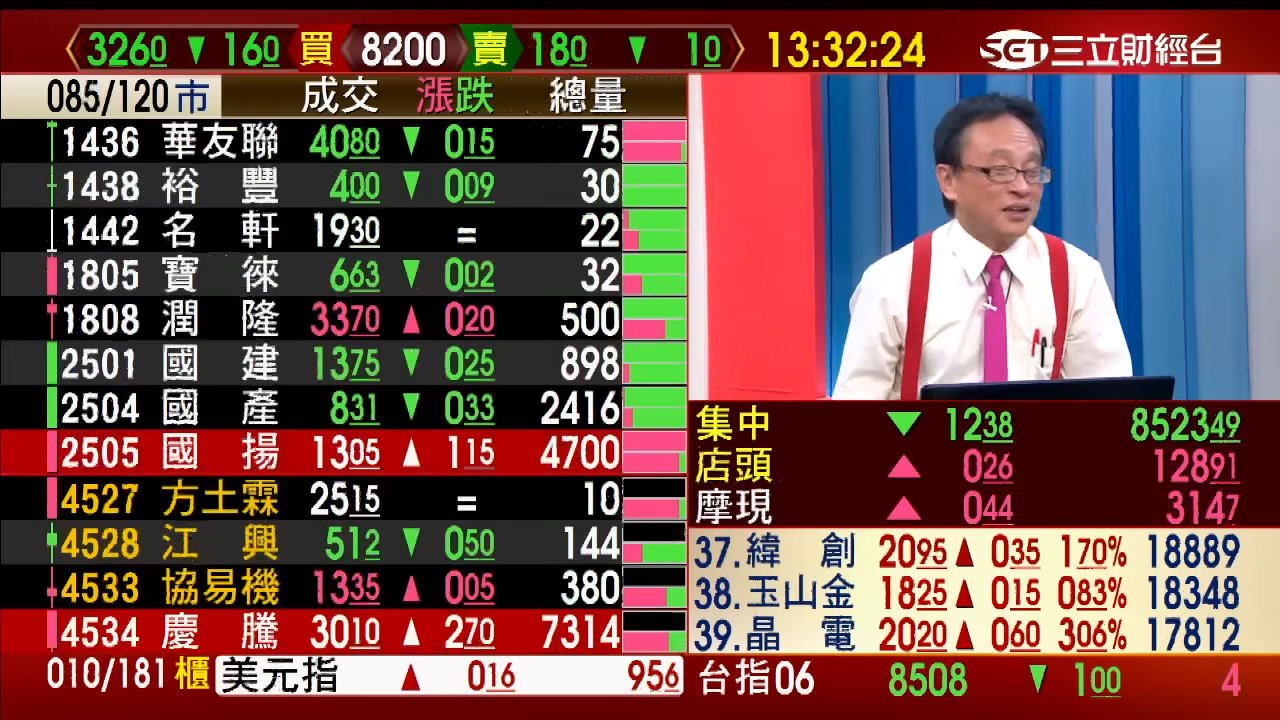 3260 ▼ 160 買 8200 賣 180 ▼ 10 13:32:24 SET三立財經台
085/120 市 成交 漲跌 總量
1436 華友聯 4080 ▼ 015 75
1438 裕豐 400 ▼ 009 30
1442 名軒 1930 = 22
1805 寶徠 663 ▼ 002 32
1808 潤隆 3370 ▲ 020 500
2501 國建 1375 ▼ 025 898
2504 國產 831 ▼ 033 2416
2505 國揚 1305 ▲ 115 4700
4527 方土霖 2515 = 10
4528 江興 512 ▼ 050 144
4533 協易機 1335 ▲ 005 380
4534 慶騰 3010 ▲ 270 7314
010/181 櫃 美元指 ▲ 016 956
集中 ▼ 1238 852349
店頭 ▲ 026 12891
摩現 ▲ 044 3147
37.緯創 2095 ▲ 035 170% 18889
38.玉山金 1825 ▲ 015 083% 18348
39.晶電 2020 ▲ 060 306% 17812
台指06 8508 ▼ 100 4